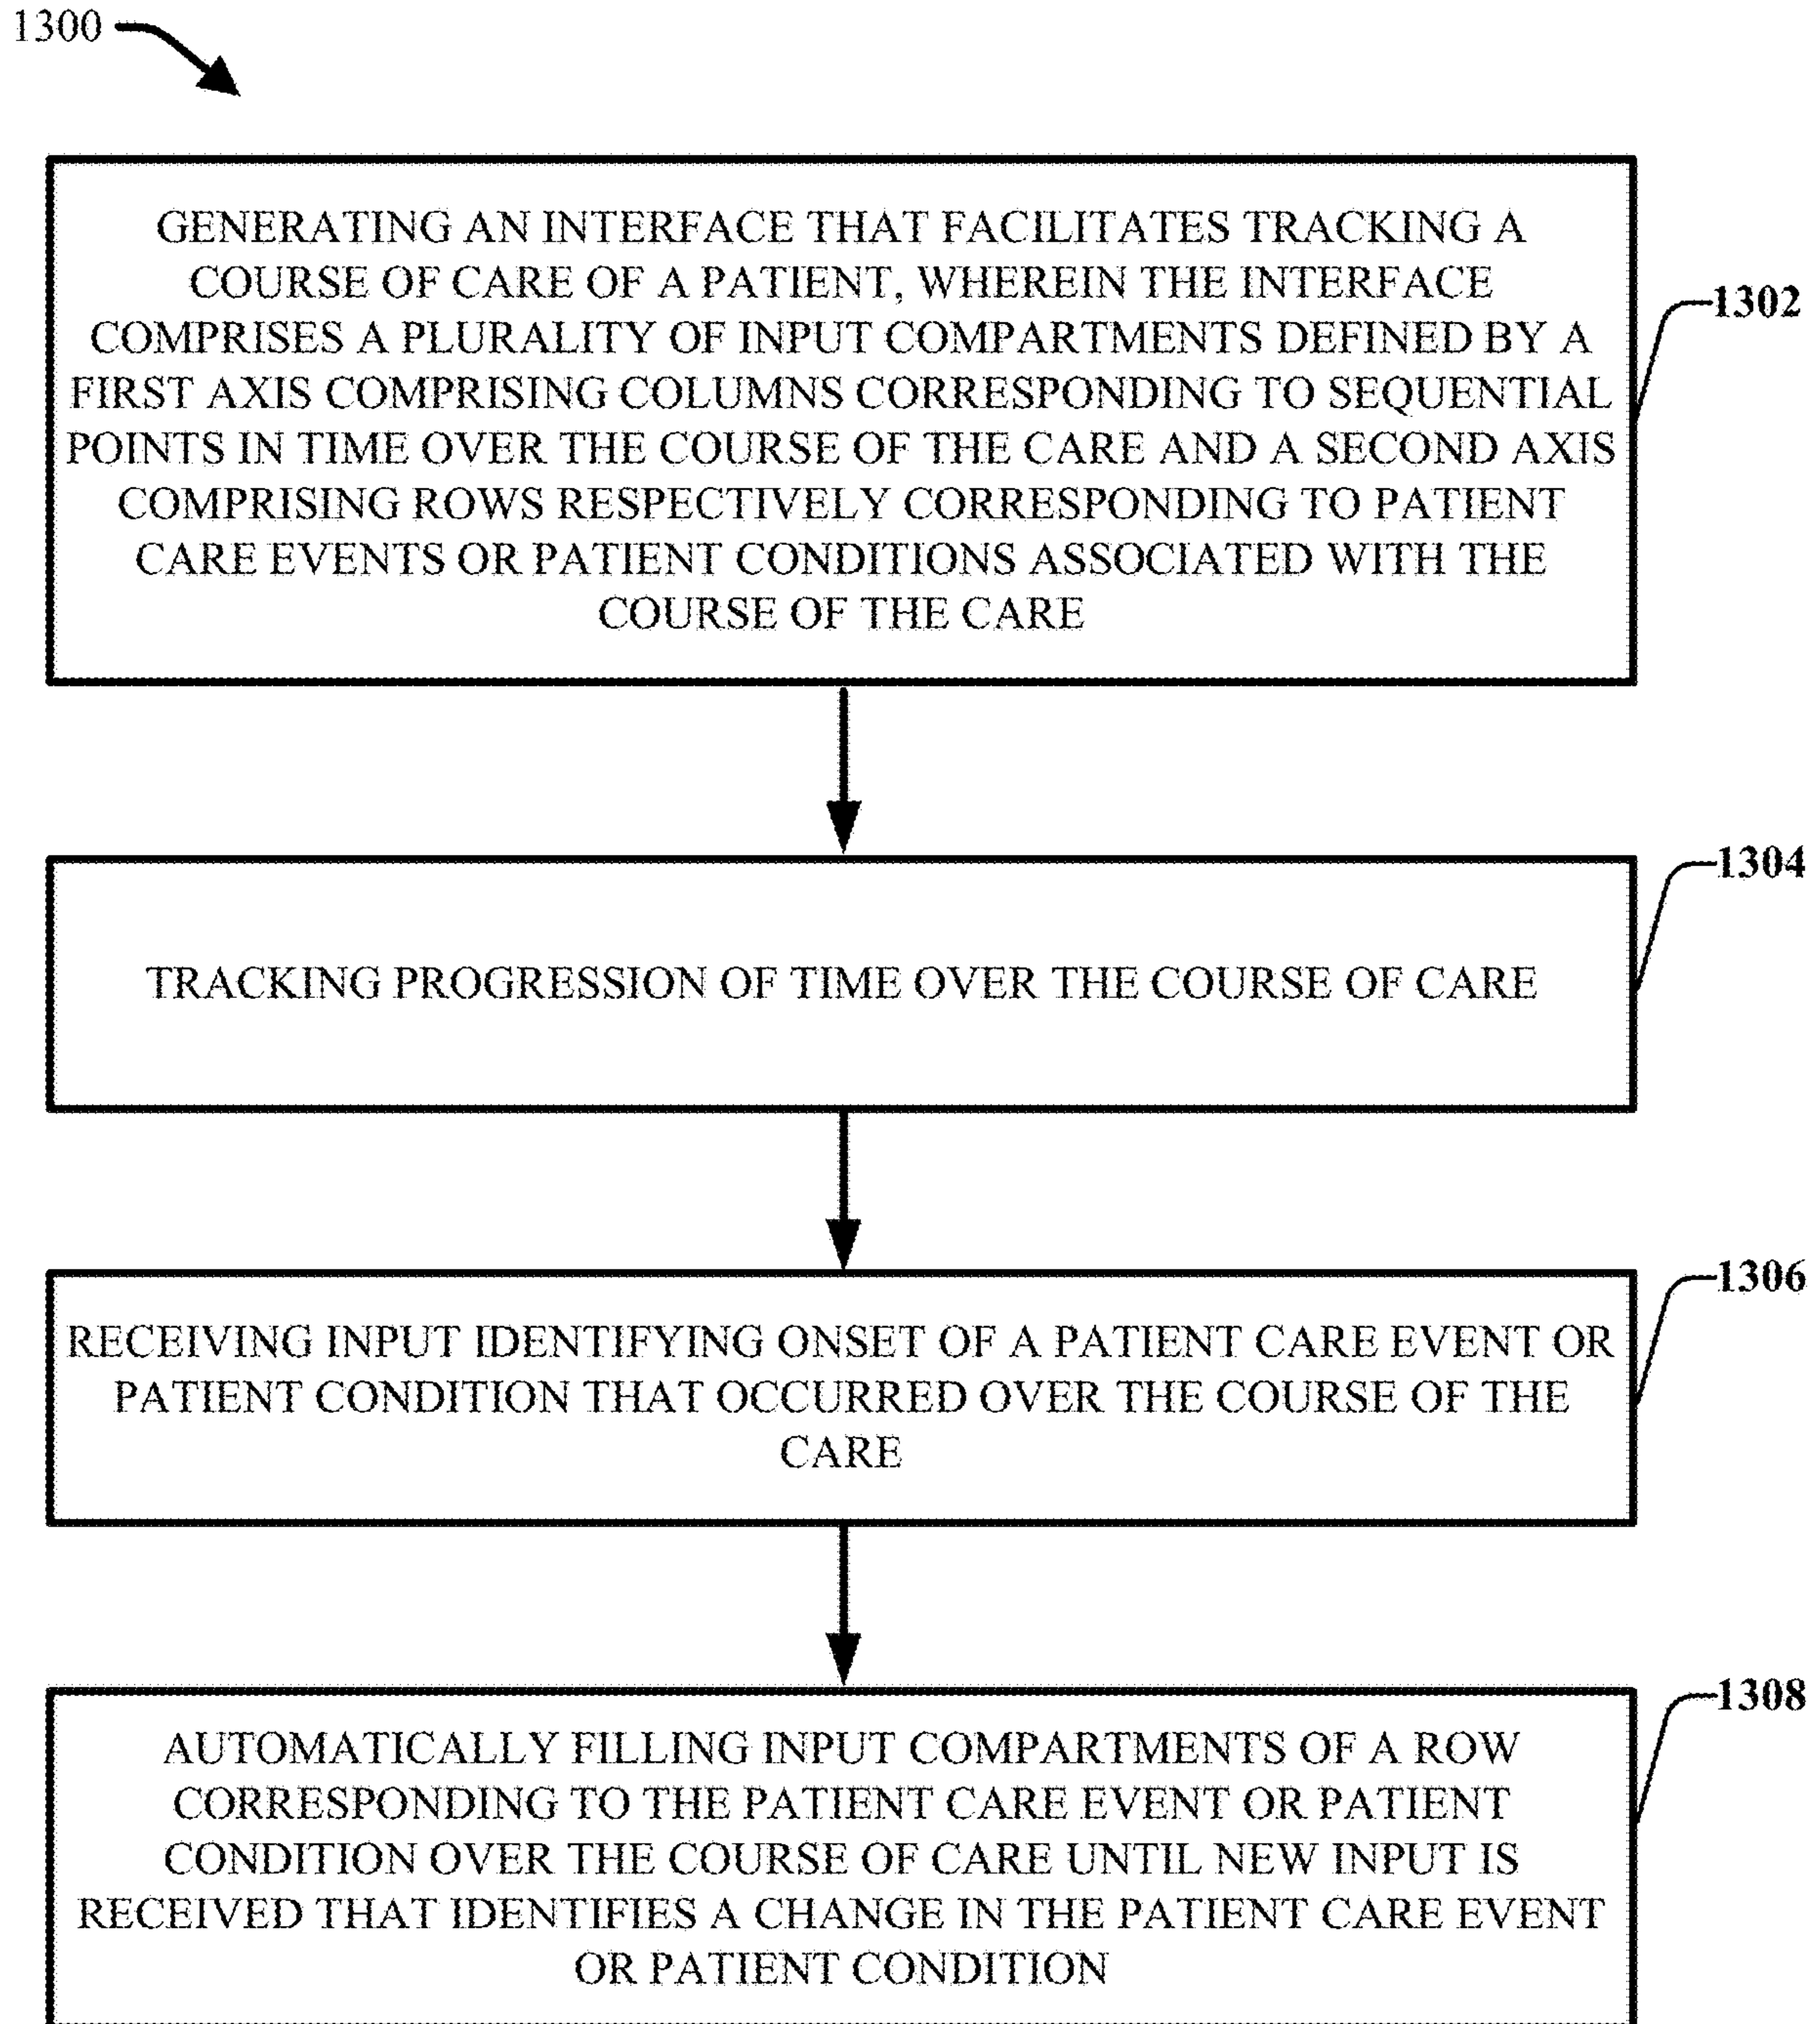 1300
GENERATING AN INTERFACE THAT FACILITATES TRACKING A
COURSE OF CARE OF A PATIENT, WHEREIN THE INTERFACE
COMPRISES A PLURALITY OF INPUT COMPARTMENTS DEFINED BY A
FIRST AXIS COMPRISING COLUMNS CORRESPONDING TO SEQUENTIAL
POINTS IN TIME OVER THE COURSE OF THE CARE AND A SECOND AXIS
COMPRISING ROWS RESPECTIVELY CORRESPONDING TO PATIENT
CARE EVENTS OR PATIENT CONDITIONS ASSOCIATED WITH THE
COURSE OF THE CARE
1302
TRACKING PROGRESSION OF TIME OVER THE COURSE OF CARE
1304
RECEIVING INPUT IDENTIFYING ONSET OF A PATIENT CARE EVENT OR
PATIENT CONDITION THAT OCCURRED OVER THE COURSE OF THE
CARE
1306
AUTOMATICALLY FILLING INPUT COMPARTMENTS OF A ROW
CORRESPONDING TO THE PATIENT CARE EVENT OR PATIENT
CONDITION OVER THE COURSE OF CARE UNTIL NEW INPUT IS
RECEIVED THAT IDENTIFIES A CHANGE IN THE PATIENT CARE EVENT
OR PATIENT CONDITION
1308